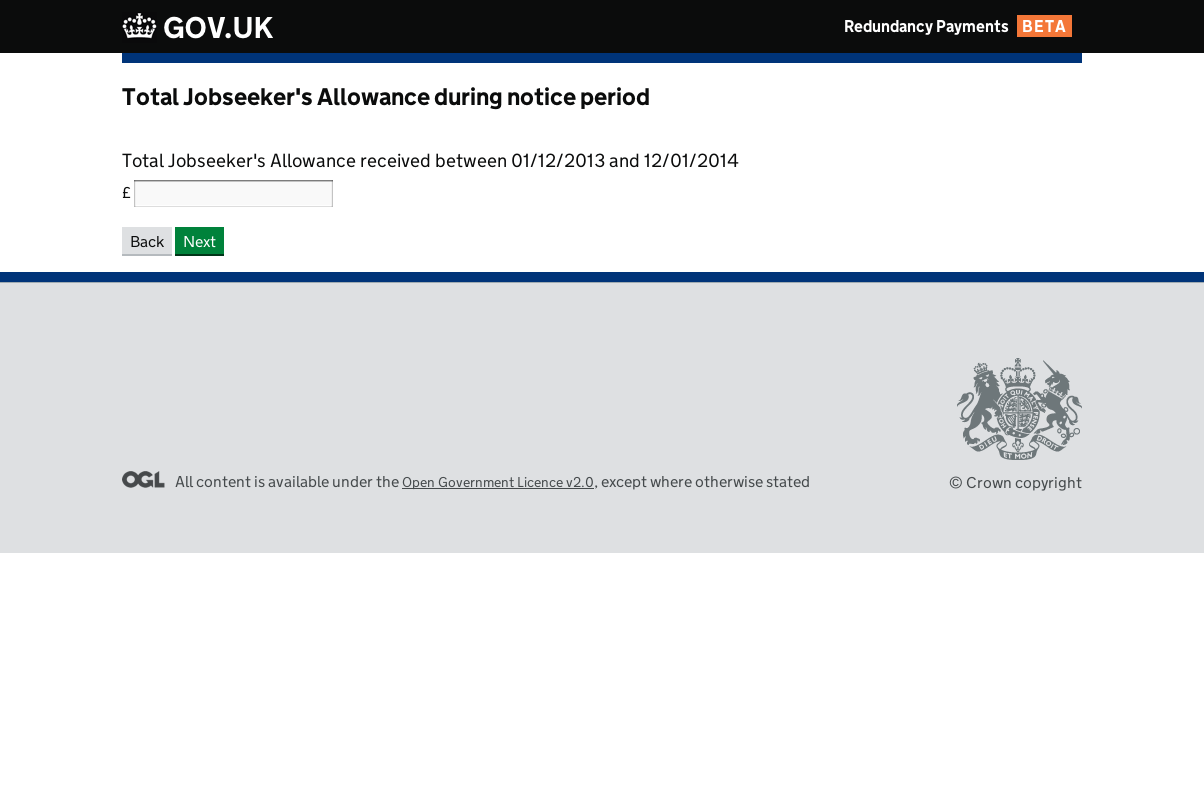 GOV.UK
Redundancy Payments BETA
Total Jobseeker's Allowance during notice period
Total Jobseeker's Allowance received between 01/12/2013 and 12/01/2014
£
Back Next
DIEU ET MON DROIT
OGL All content is available under the Open Government Licence v2.0, except where otherwise stated
© Crown copyright